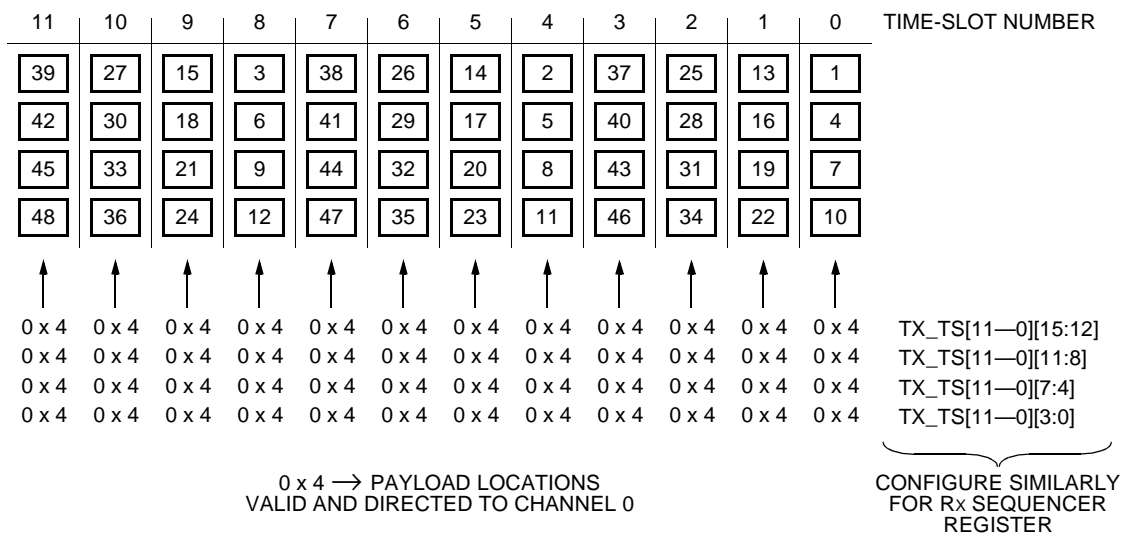 11 10 9 8 7 6 5 4 3 2 1 0 TIME-SLOT NUMBER
39 27 15 3 38 26 14 2 37 25 13 1
42 30 18 6 41 29 17 5 40 28 16 4
45 33 21 9 44 32 20 8 43 31 19 7
48 36 24 12 47 35 23 11 46 34 22 10
0 x 4 0 x 4 0 x 4 0 x 4 0 x 4 0 x 4 0 x 4 0 x 4 0 x 4 0 x 4 0 x 4 0 x 4 TX_TS[11—0][15:12]
0 x 4 0 x 4 0 x 4 0 x 4 0 x 4 0 x 4 0 x 4 0 x 4 0 x 4 0 x 4 0 x 4 0 x 4 TX_TS[11—0][11:8]
0 x 4 0 x 4 0 x 4 0 x 4 0 x 4 0 x 4 0 x 4 0 x 4 0 x 4 0 x 4 0 x 4 0 x 4 TX_TS[11—0][7:4]
0 x 4 0 x 4 0 x 4 0 x 4 0 x 4 0 x 4 0 x 4 0 x 4 0 x 4 0 x 4 0 x 4 0 x 4 TX_TS[11—0][3:0]
0 x 4 → PAYLOAD LOCATIONS
VALID AND DIRECTED TO CHANNEL 0
CONFIGURE SIMILARLY
FOR Rx SEQUENCER
REGISTER